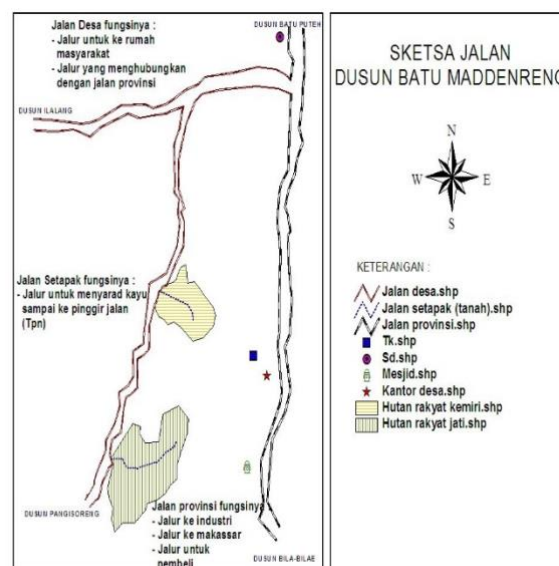 Jalan Desa fungsinya :
- Jalur untuk ke rumah
masyarakat
- Jalur yang menghubungkan
dengan jalan provinsi
DUSUN BATU PUTEH
DUSUN ILALANG
Jalan Setapak fungsinya :
- Jalur untuk menyarad kayu
sampai ke pinggir jalan
(Tpn)
DUSUN PANGISORENG
Jalan provinsi fungsinya
- Jalur ke industri
- Jalur ke makassar
- Jalur untuk
pembeli
DUSUN BILA-BILAE
SKETSA JALAN
DUSUN BATU MADDENRENG
N
W E
S
KETERANGAN :
Jalan desa.shp
Jalan setapak (tanah).shp
Jalan provinsi.shp
Tk.shp
Sd.shp
Mesjid.shp
Kantor desa.shp
Hutan rakyat kemiri.shp
Hutan rakyat jati.shp